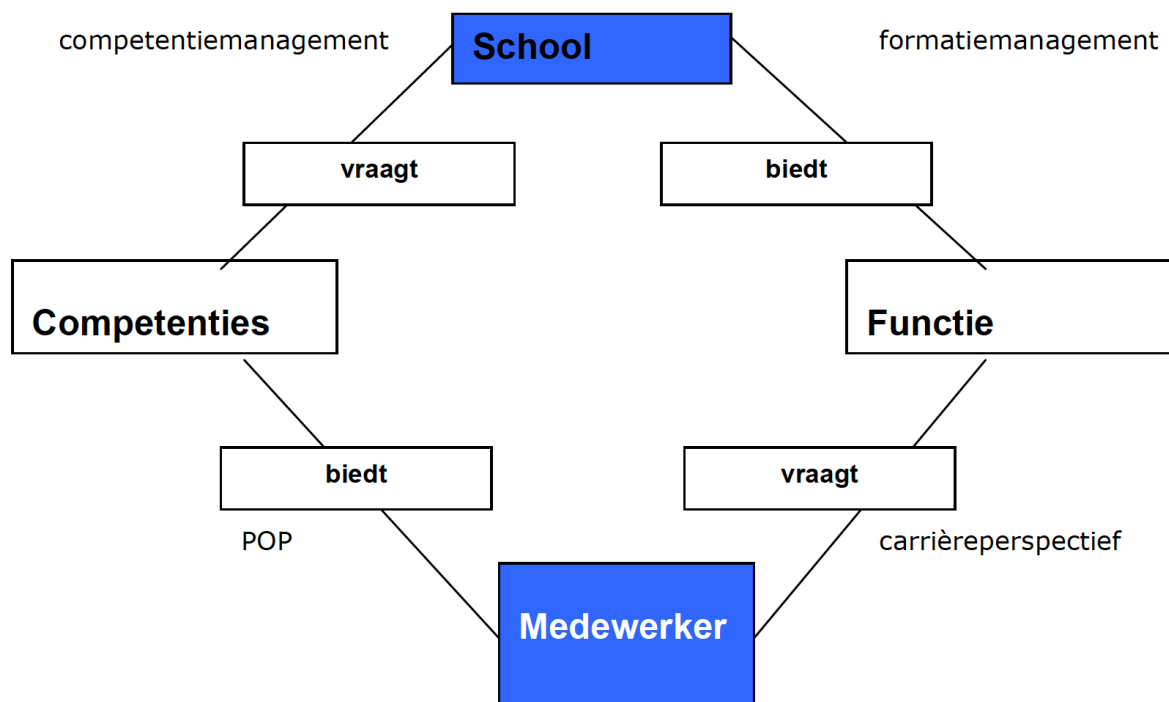 competentiemanagement
School
formatiemanagement
vraagt
biedt
Competenties
Functie
biedt
vraagt
POP
carrièreperspectief
Medewerker